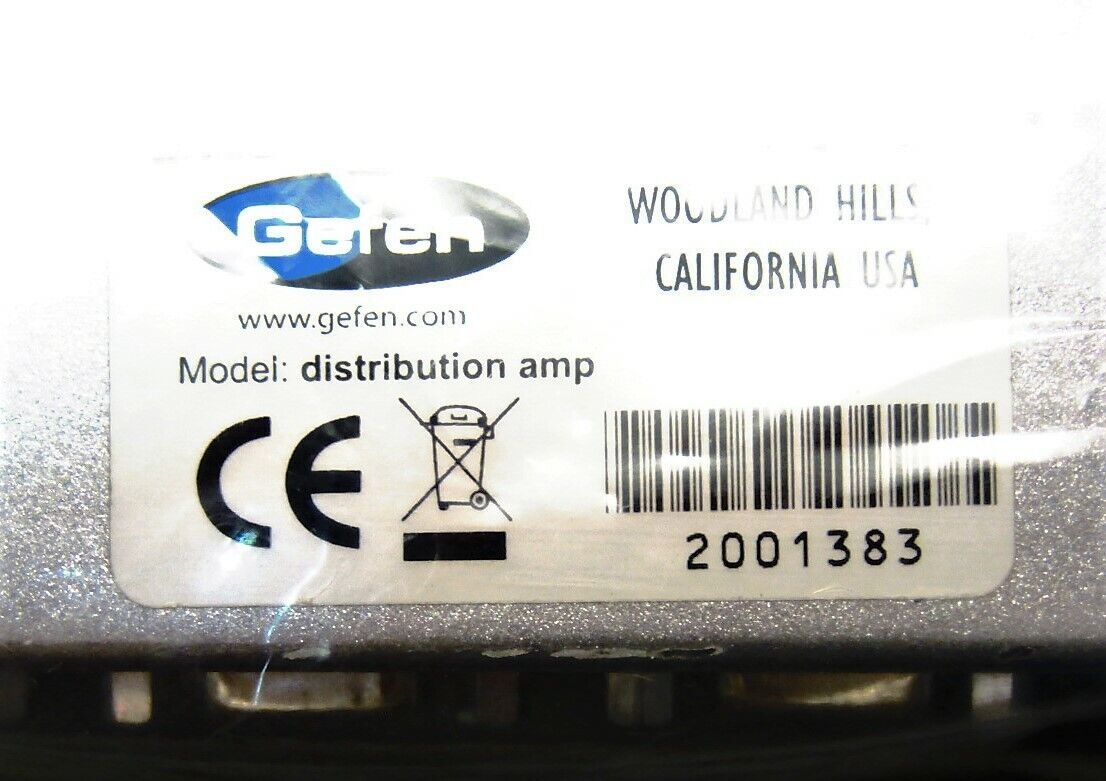 Gefen
www.gefen.com
Model: distribution amp
CE
WOODLAND HILLS,
CALIFORNIA USA
2001383